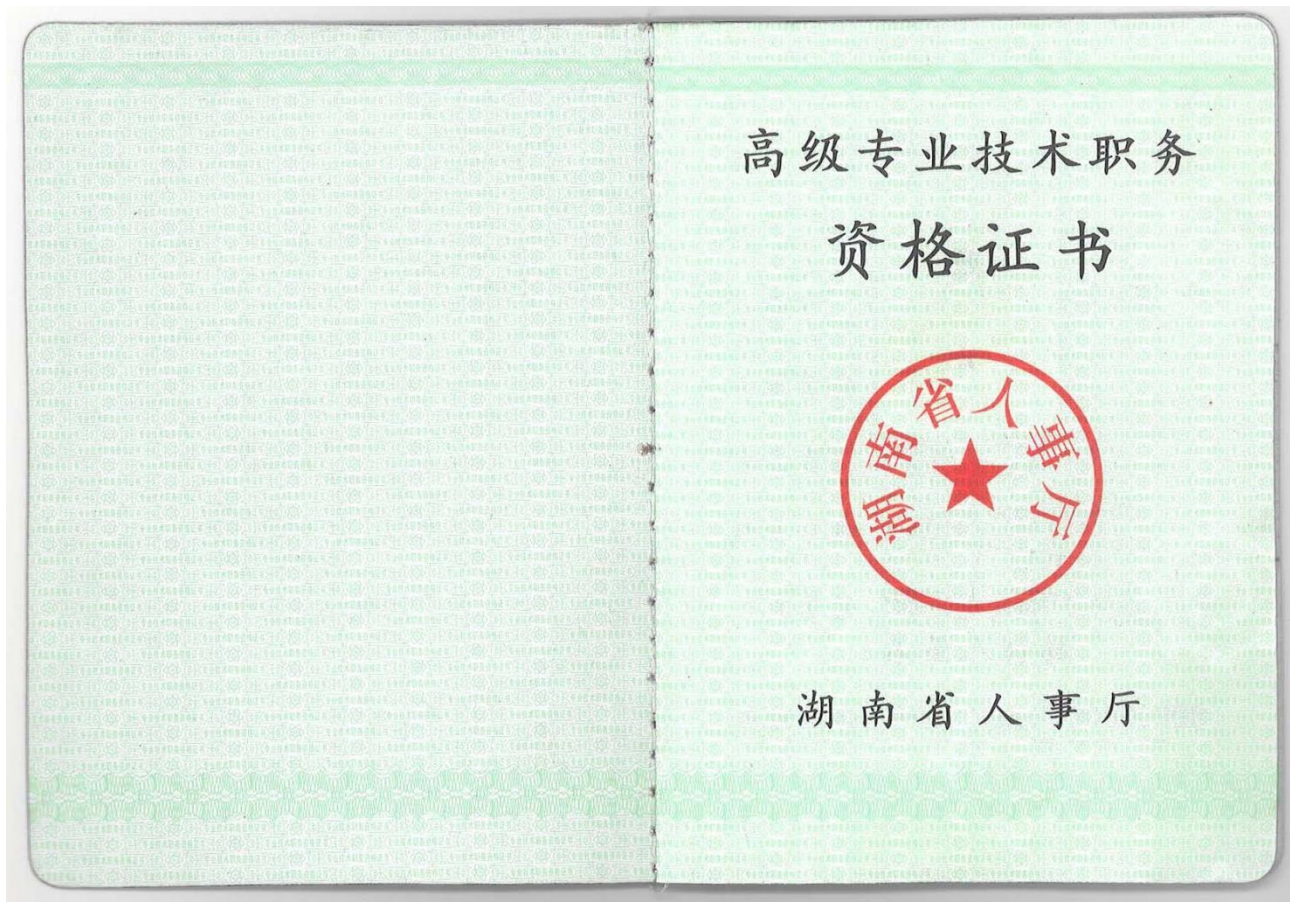 高级专业技术职务
资格证书
湖南省人事厅
湖南省人事厅